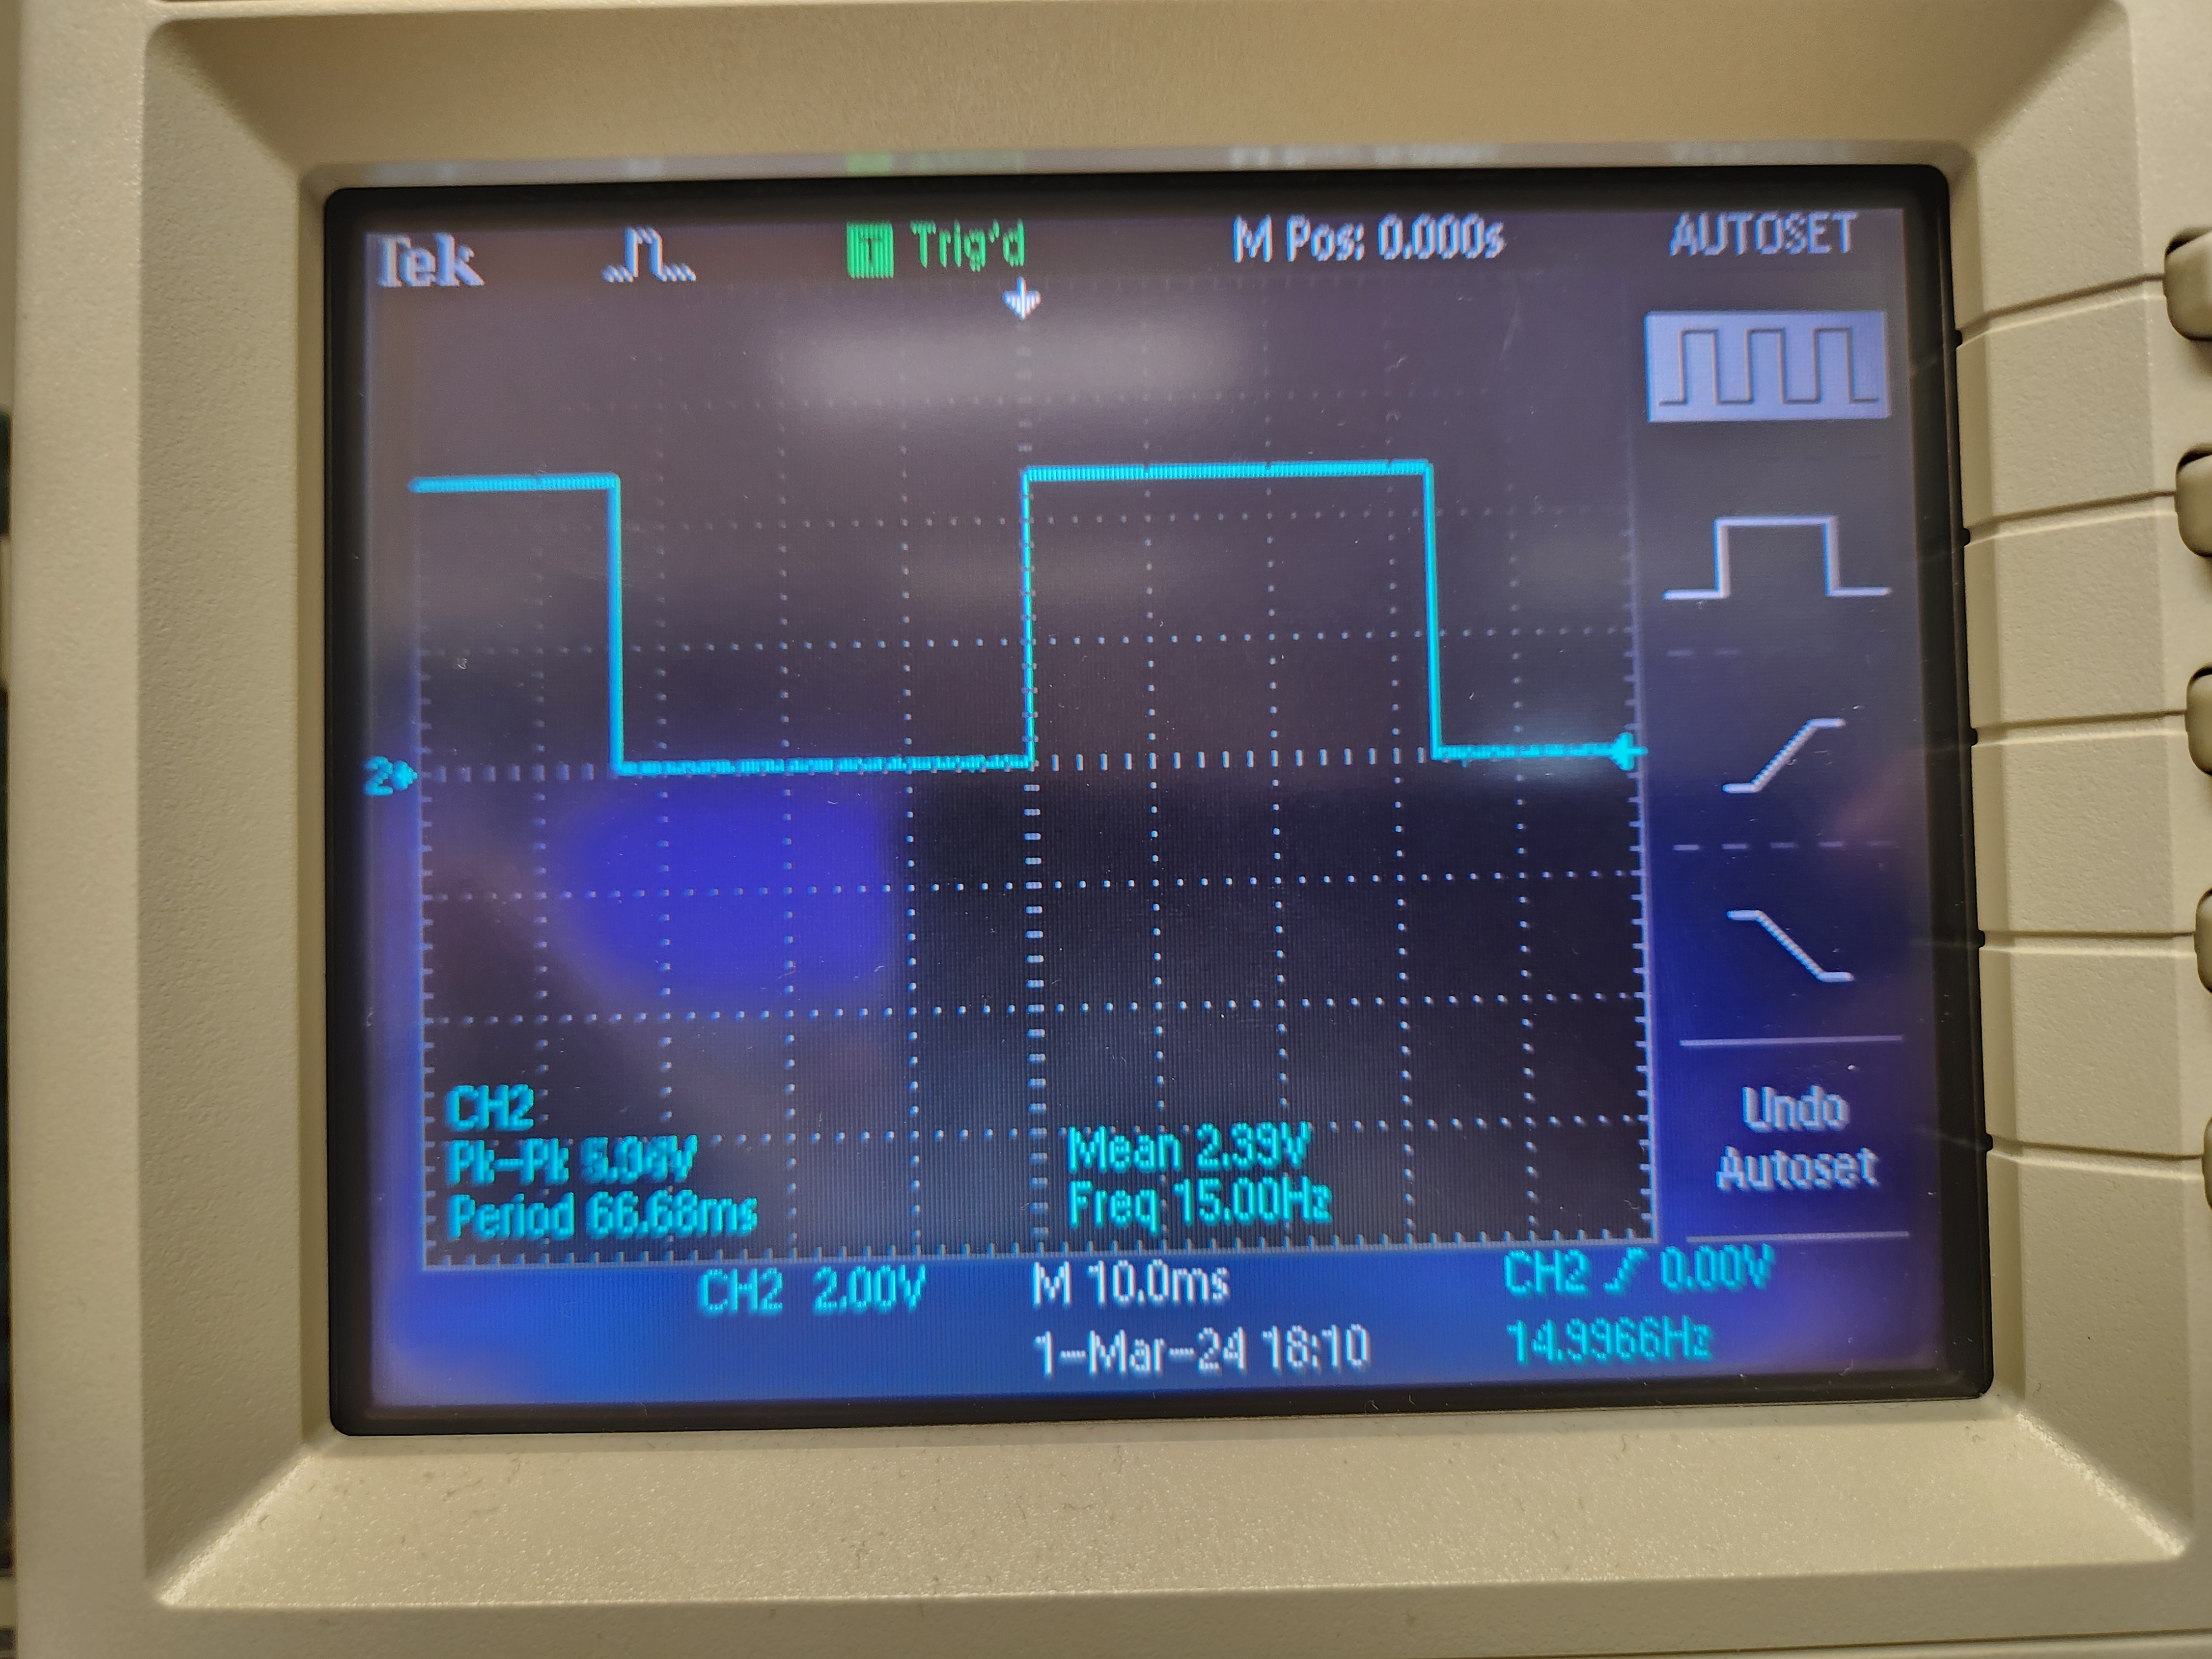 Tek T Trig'd M Pos: 0.000s AUTOSET
2
CH2
Pk-Pk 5.04V
Mean 2.39V
Period 66.68ms
Freq 15.00Hz
Undo
Autoset
CH2 2.00V M 10.0ms CH2 0.00V
1-Mar-24 18:10 14.9966Hz